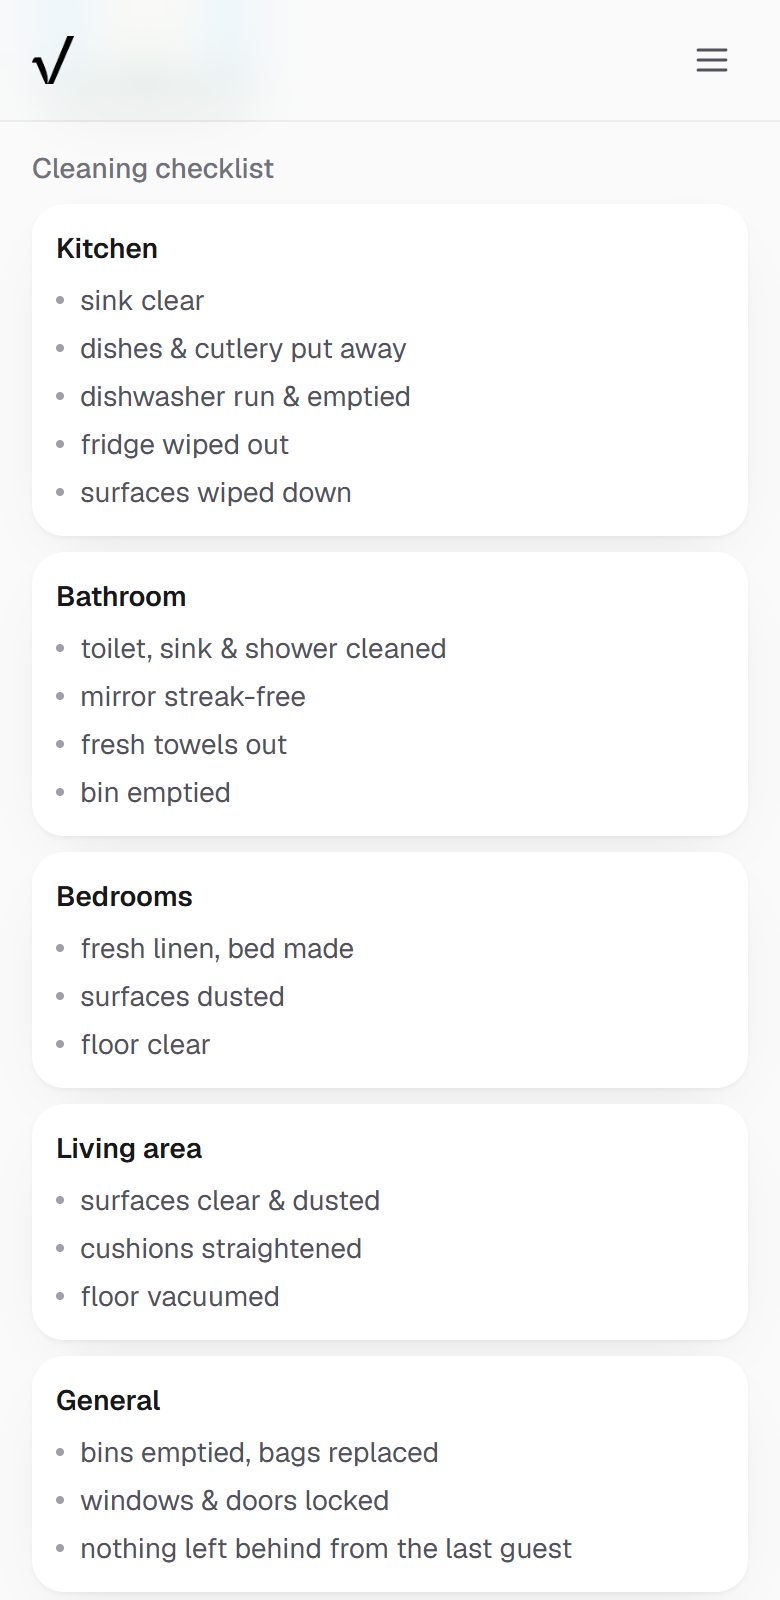 √
Cleaning checklist
Kitchen
sink clear
dishes & cutlery put away
dishwasher run & emptied
fridge wiped out
surfaces wiped down
Bathroom
toilet, sink & shower cleaned
mirror streak-free
fresh towels out
bin emptied
Bedrooms
fresh linen, bed made
surfaces dusted
floor clear
Living area
surfaces clear & dusted
cushions straightened
floor vacuumed
General
bins emptied, bags replaced
windows & doors locked
nothing left behind from the last guest